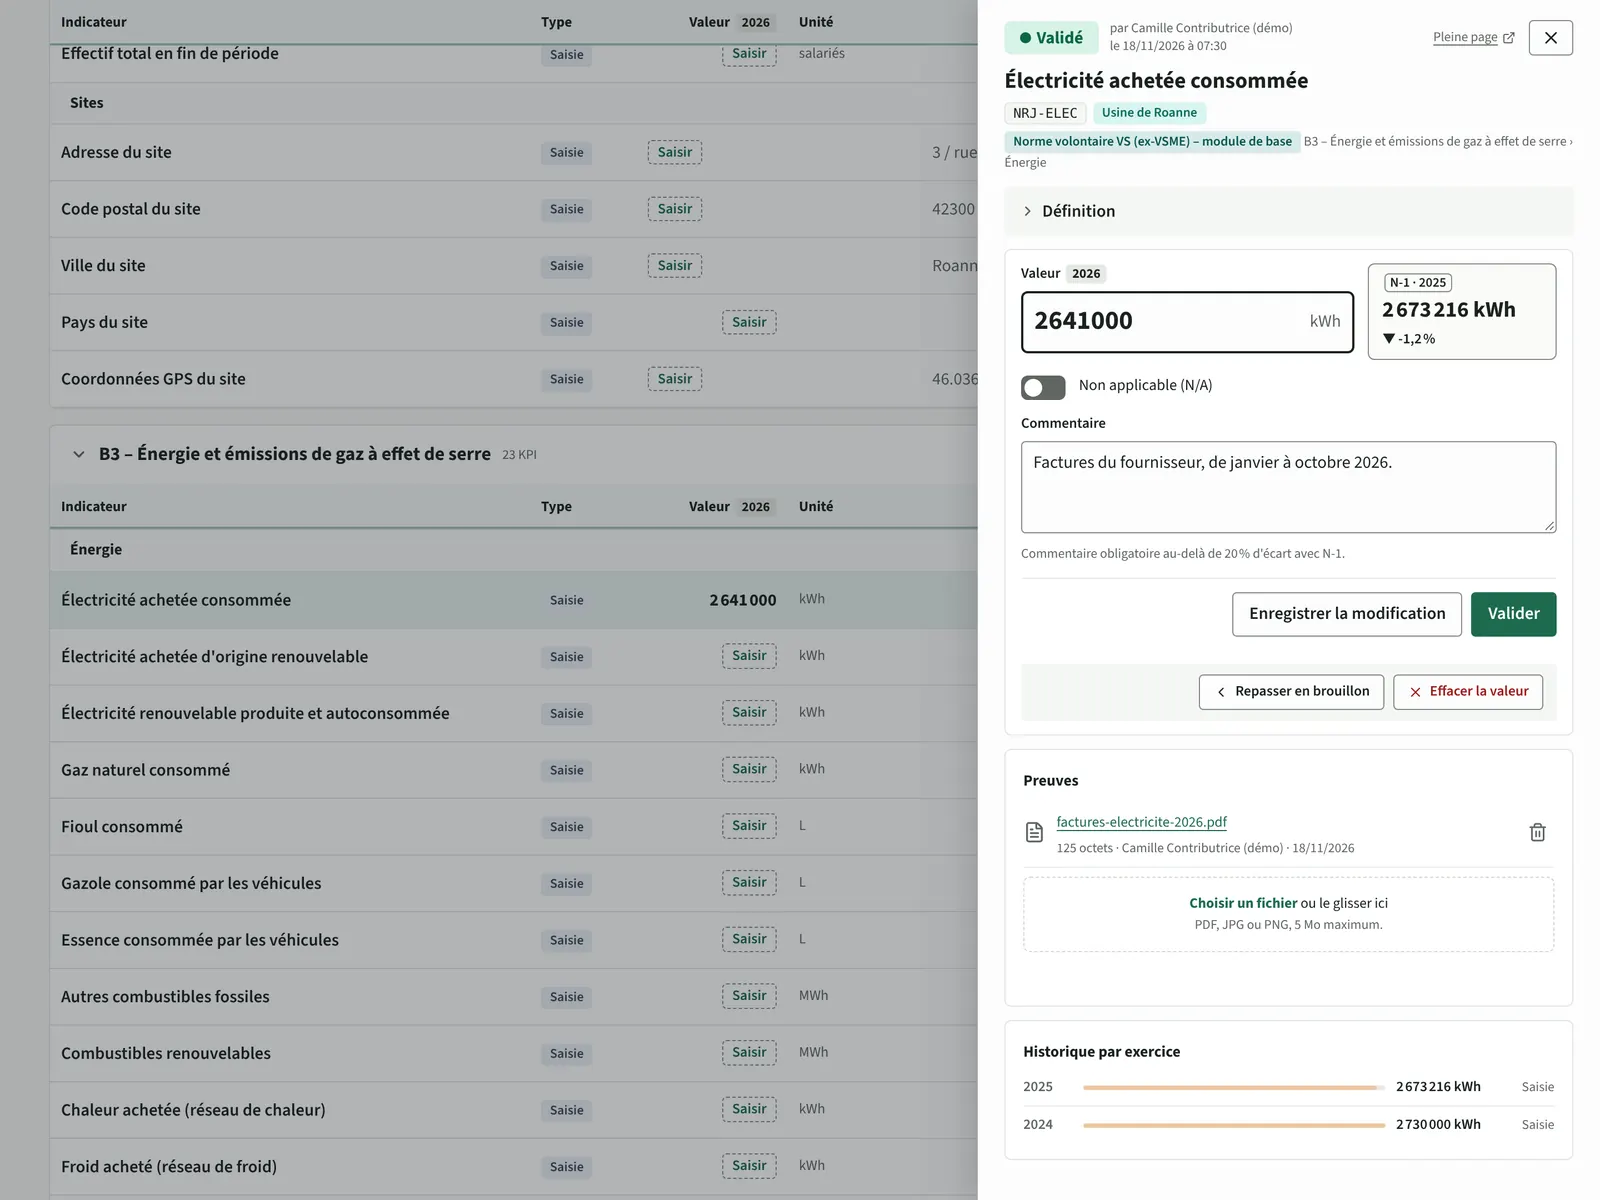 Indicateur Type Valeur 2026 Unité
Effectif total en fin de période Saisie Saisir salariés
Sites
Adresse du site Saisie Saisir 3 / rue
Code postal du site Saisie Saisir 42300
Ville du site Saisie Saisir Roann
Pays du site Saisie Saisir
Coordonnées GPS du site Saisie Saisir 46.036
B3 – Énergie et émissions de gaz à effet de serre 23 KPI
Indicateur Type Valeur 2026 Unité
Énergie
Électricité achetée consommée Saisie 2 641 000 kWh
Électricité achetée d'origine renouvelable Saisie Saisir kWh
Électricité renouvelable produite et autoconsommée Saisie Saisir kWh
Gaz naturel consommé Saisie Saisir kWh
Fioul consommé Saisie Saisir L
Gazole consommé par les véhicules Saisie Saisir L
Essence consommée par les véhicules Saisie Saisir L
Autres combustibles fossiles Saisie Saisir MWh
Combustibles renouvelables Saisie Saisir MWh
Chaleur achetée (réseau de chaleur) Saisie Saisir kWh
Froid acheté (réseau de froid) Saisie Saisir kWh
Validé
par Camille Contributrice (démo)
le 18/11/2026 à 07:30
Pleine page
Électricité achetée consommée
NRJ-ELEC Usine de Roanne
Norme volontaire VS (ex-VSME) – module de base B3 – Énergie et émissions de gaz à effet de serre ›
Énergie
Définition
Valeur 2026
2641000 kWh
N-1 · 2025
2 673 216 kWh
▼ -1,2 %
Non applicable (N/A)
Commentaire
Factures du fournisseur, de janvier à octobre 2026.
Commentaire obligatoire au-delà de 20 % d'écart avec N-1.
Enregistrer la modification Valider
Repasser en brouillon Effacer la valeur
Preuves
factures-electricite-2026.pdf
125 octets · Camille Contributrice (démo) · 18/11/2026
Choisir un fichier ou le glisser ici
PDF, JPG ou PNG, 5 Mo maximum.
Historique par exercice
2025 2 673 216 kWh Saisie
2024 2 730 000 kWh Saisie